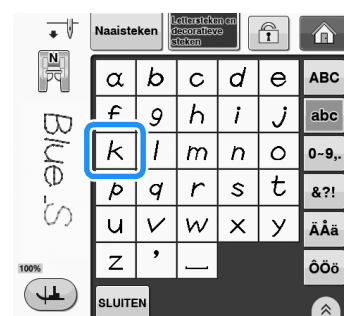 Naaisteken
Lettersteken en
decoratieve
steken
N
Blue_S
a b c d e
f g h i j
k l m n o
p q r s t
u v w x y
z ’ _
ABC
abc
0~9,.
&?!
ÄÅä
ÔÖö
100%
SLUITEN